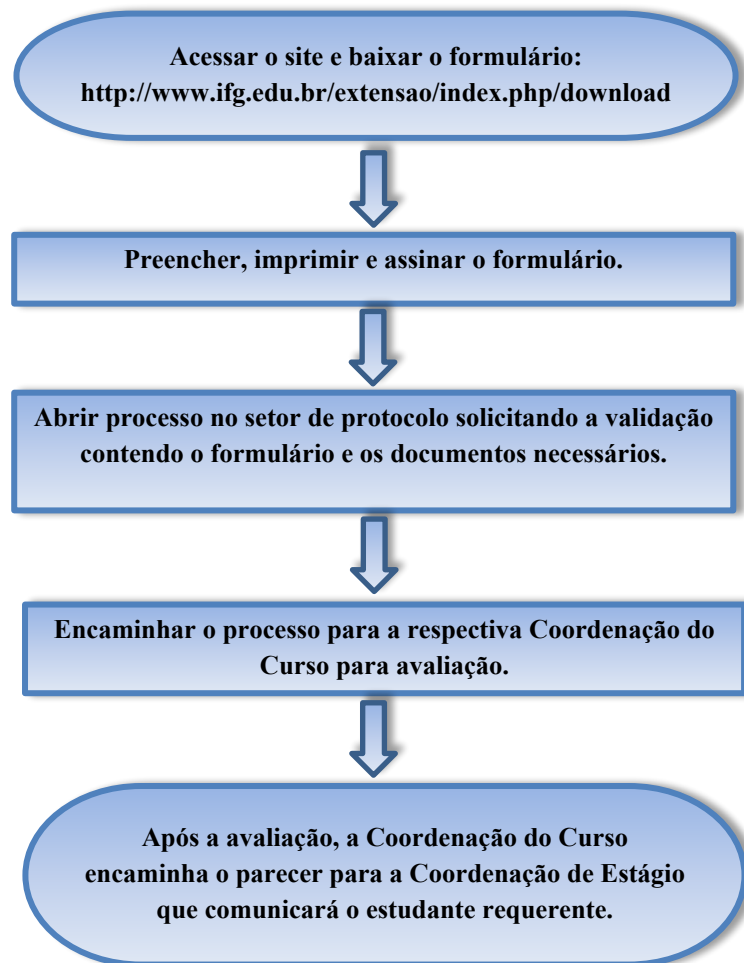 Acessar o site e baixar o formulário:
http://www.ifg.edu.br/extensao/index.php/download
Preencher, imprimir e assinar o formulário.
Abrir processo no setor de protocolo solicitando a validação
contendo o formulário e os documentos necessários.
Encaminhar o processo para a respectiva Coordenação do
Curso para avaliação.
Após a avaliação, a Coordenação do Curso
encaminha o parecer para a Coordenação de Estágio
que comunicará o estudante requerente.